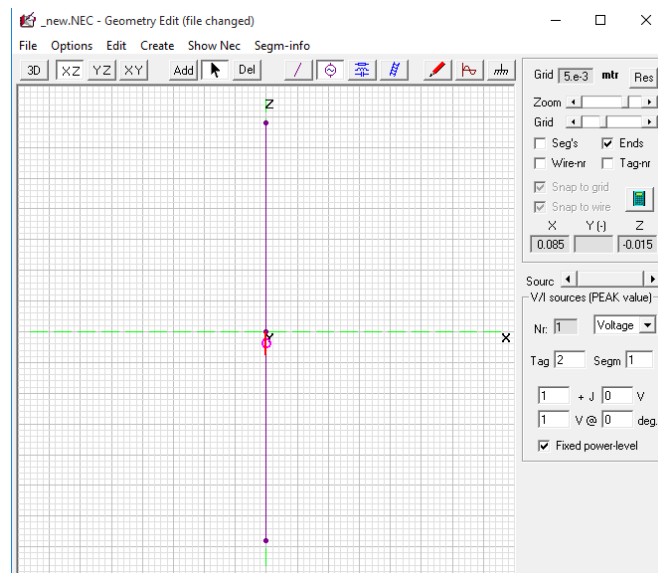 _new.NEC - Geometry Edit (file changed)
File Options Edit Create Show Nec Segm-info
3D XZ YZ XY Add Del
Grid 5.e-3 mtr Res
Zoom
Grid
Seg's Ends
Wire-nr Tag-nr
Snap to grid
Snap to wire
X Y (-) Z
0.085 -0.015
Sourc
V/I sources (PEAK value)
Nr: 1 Voltage
Tag 2 Segm 1
1 + J 0 V
1 V @ 0 deg.
Fixed power-level
Z
Y
X